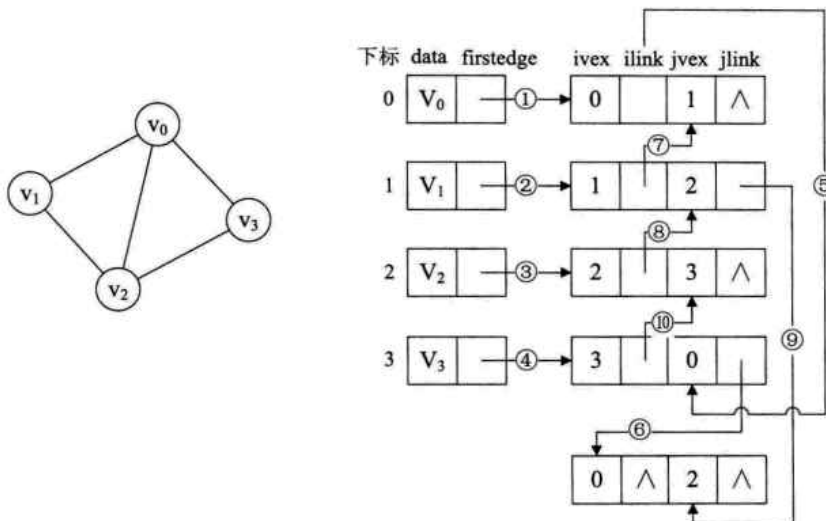 下标 data firstedge ivex ilink jvex jlink
0 V₀ ① 0 1 ∧
⑦
1 V₁ ② 1 2 ⑤
⑧
2 V₂ ③ 2 3 ∧
⑩ ⑨
3 V₃ ④ 3 0
⑥
0 ∧ 2 ∧
v₀
v₁
v₃
v₂